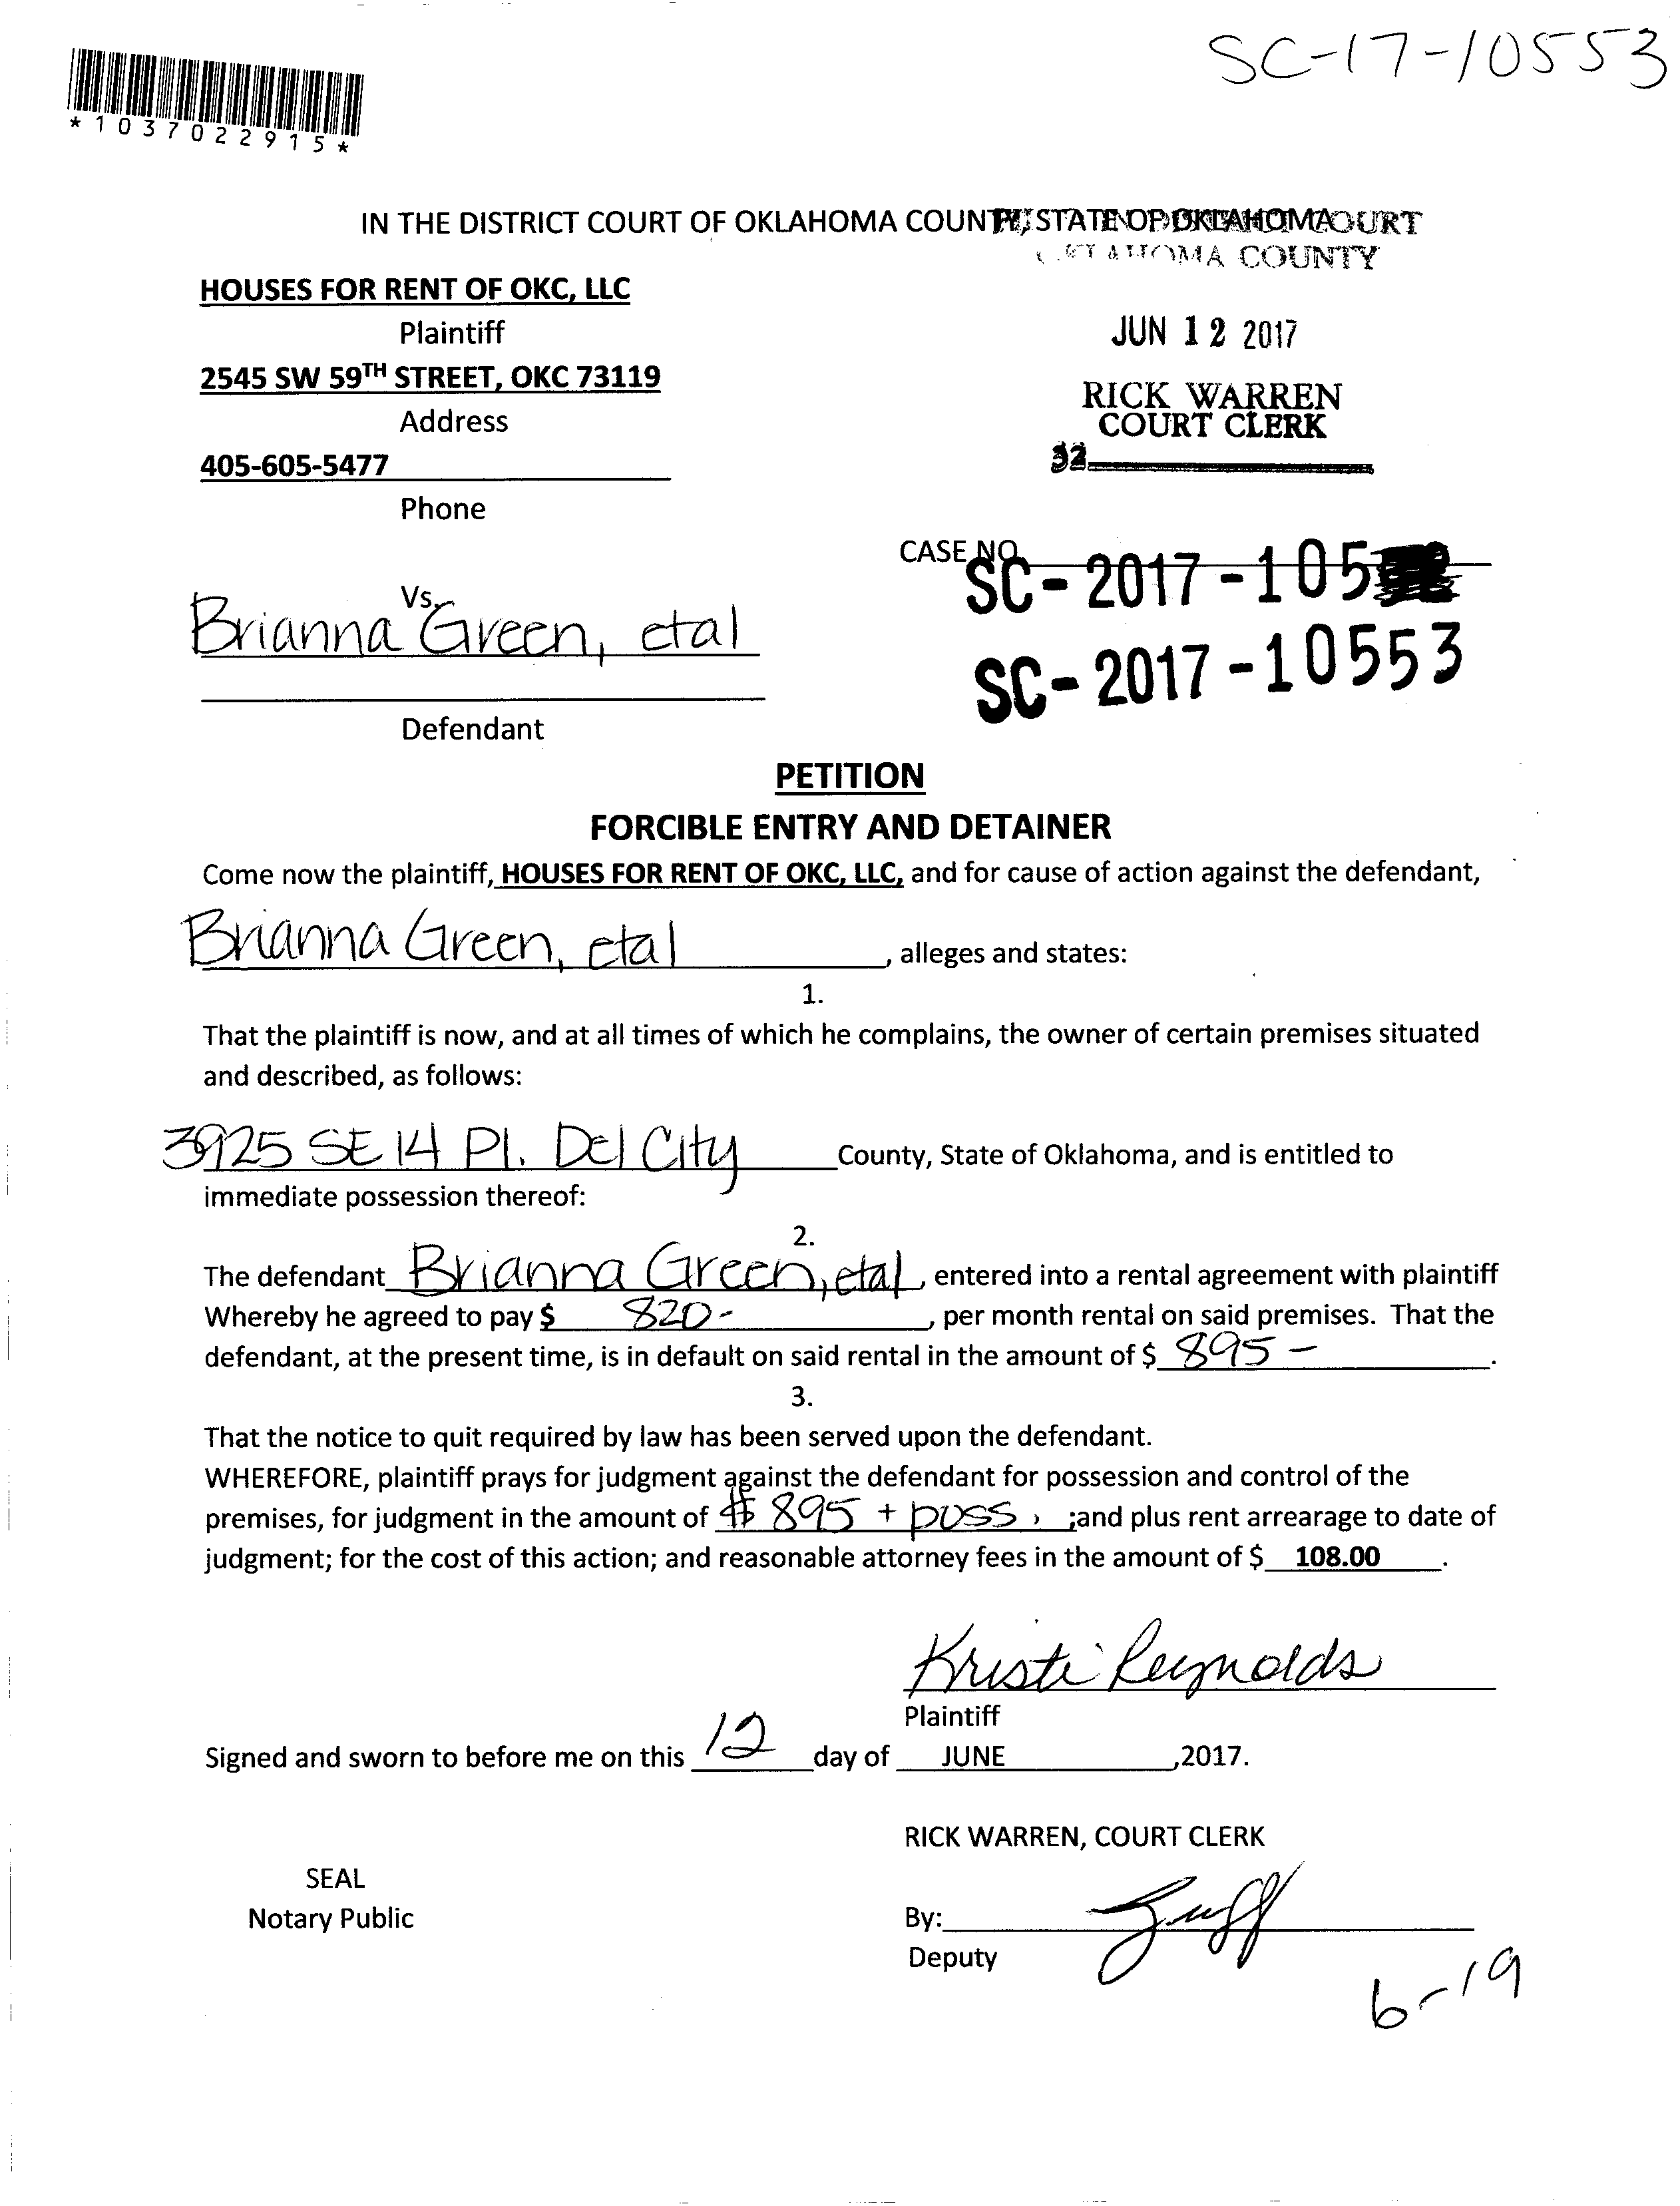 SC-17-10553
*1037022915*
IN THE DISTRICT COURT OF OKLAHOMA COUNTY, STATE OF OKLAHOMA COURT
OKLAHOMA COUNTY
HOUSES FOR RENT OF OKC, LLC
Plaintiff
JUN 12 2017
2545 SW 59TH STREET, OKC 73119
RICK WARREN
Address
COURT CLERK
405-605-5477
32
Phone
CASE NO.
SC-2017-105
Vs.
Brianna Green, etal
SC-2017-10553
Defendant
PETITION
FORCIBLE ENTRY AND DETAINER
Come now the plaintiff, HOUSES FOR RENT OF OKC, LLC, and for cause of action against the defendant,
Brianna Green, etal, alleges and states:
1.
That the plaintiff is now, and at all times of which he complains, the owner of certain premises situated
and described, as follows:
3925 SE 14 Pl. Del City County, State of Oklahoma, and is entitled to
immediate possession thereof:
2.
The defendant Brianna Green, etal, entered into a rental agreement with plaintiff
Whereby he agreed to pay $ 820-, per month rental on said premises. That the
defendant, at the present time, is in default on said rental in the amount of $ 895-.
3.
That the notice to quit required by law has been served upon the defendant.
WHEREFORE, plaintiff prays for judgment against the defendant for possession and control of the
premises, for judgment in the amount of $ 895 + poss, ;and plus rent arrearage to date of
judgment; for the cost of this action; and reasonable attorney fees in the amount of $ 108.00.
Kristi Reynolds
Plaintiff
Signed and sworn to before me on this 12 day of JUNE ,2017.
RICK WARREN, COURT CLERK
SEAL
Notary Public
By:
Deputy
6-19